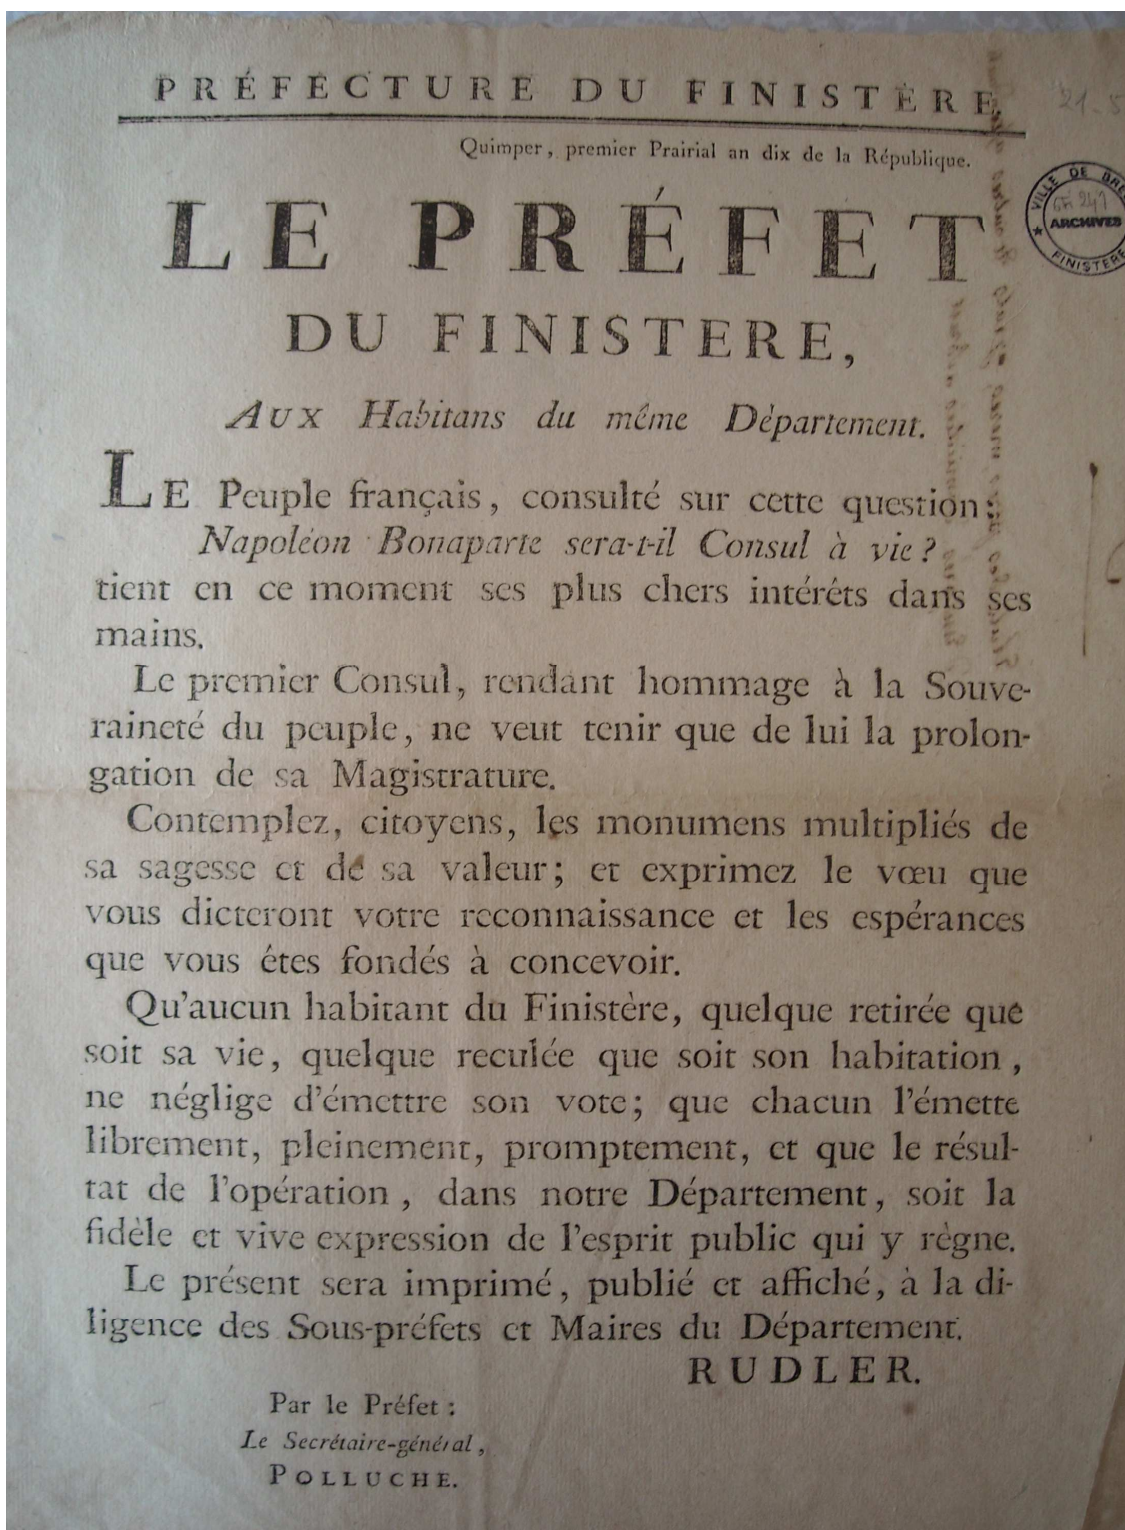 PRÉFECTURE DU FINISTÈRE
21-5
Quimper, premier Prairial an dix de la République.
VILLE DE BRE
ARCHIVES
FINISTERE
LE PRÉFET
DU FINISTERE,
AUX Habitans du même Département.
LE Peuple français, consulté sur cette question:
Napoléon Bonaparte sera-t-il Consul à vie?
tient en ce moment ses plus chers intérêts dans ses
mains.
Le premier Consul, rendant hommage à la Souve-
raineté du peuple, ne veut tenir que de lui la prolon-
gation de sa Magistrature.
Contemplez, citoyens, les monumens multipliés de
sa sagesse et de sa valeur; et exprimez le vœu que
vous dicteront votre reconnaissance et les espérances
que vous êtes fondés à concevoir.
Qu'aucun habitant du Finistère, quelque retirée que
soit sa vie, quelque reculée que soit son habitation,
ne néglige d'émettre son vote; que chacun l'émette
librement, pleinement, promptement, et que le résul-
tat de l'opération, dans notre Département, soit la
fidèle et vive expression de l'esprit public qui y règne.
Le présent sera imprimé, publié et affiché, à la di-
ligence des Sous-préfets et Maires du Département.
RUDLER.
Par le Préfet:
Le Secrétaire-général,
POLLUCHE.